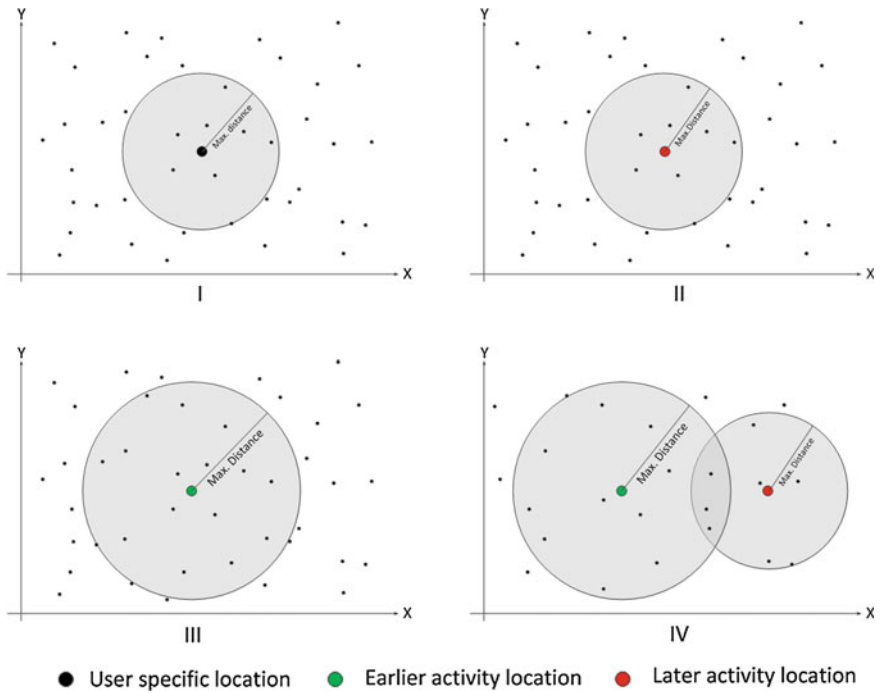 Y
Max. distance
X
I
Y
Max.Distance
X
II
Y
Max. Distance
X
III
Y
Max. Distance
Max. Distance
X
IV
User specific location
Earlier activity location
Later activity location